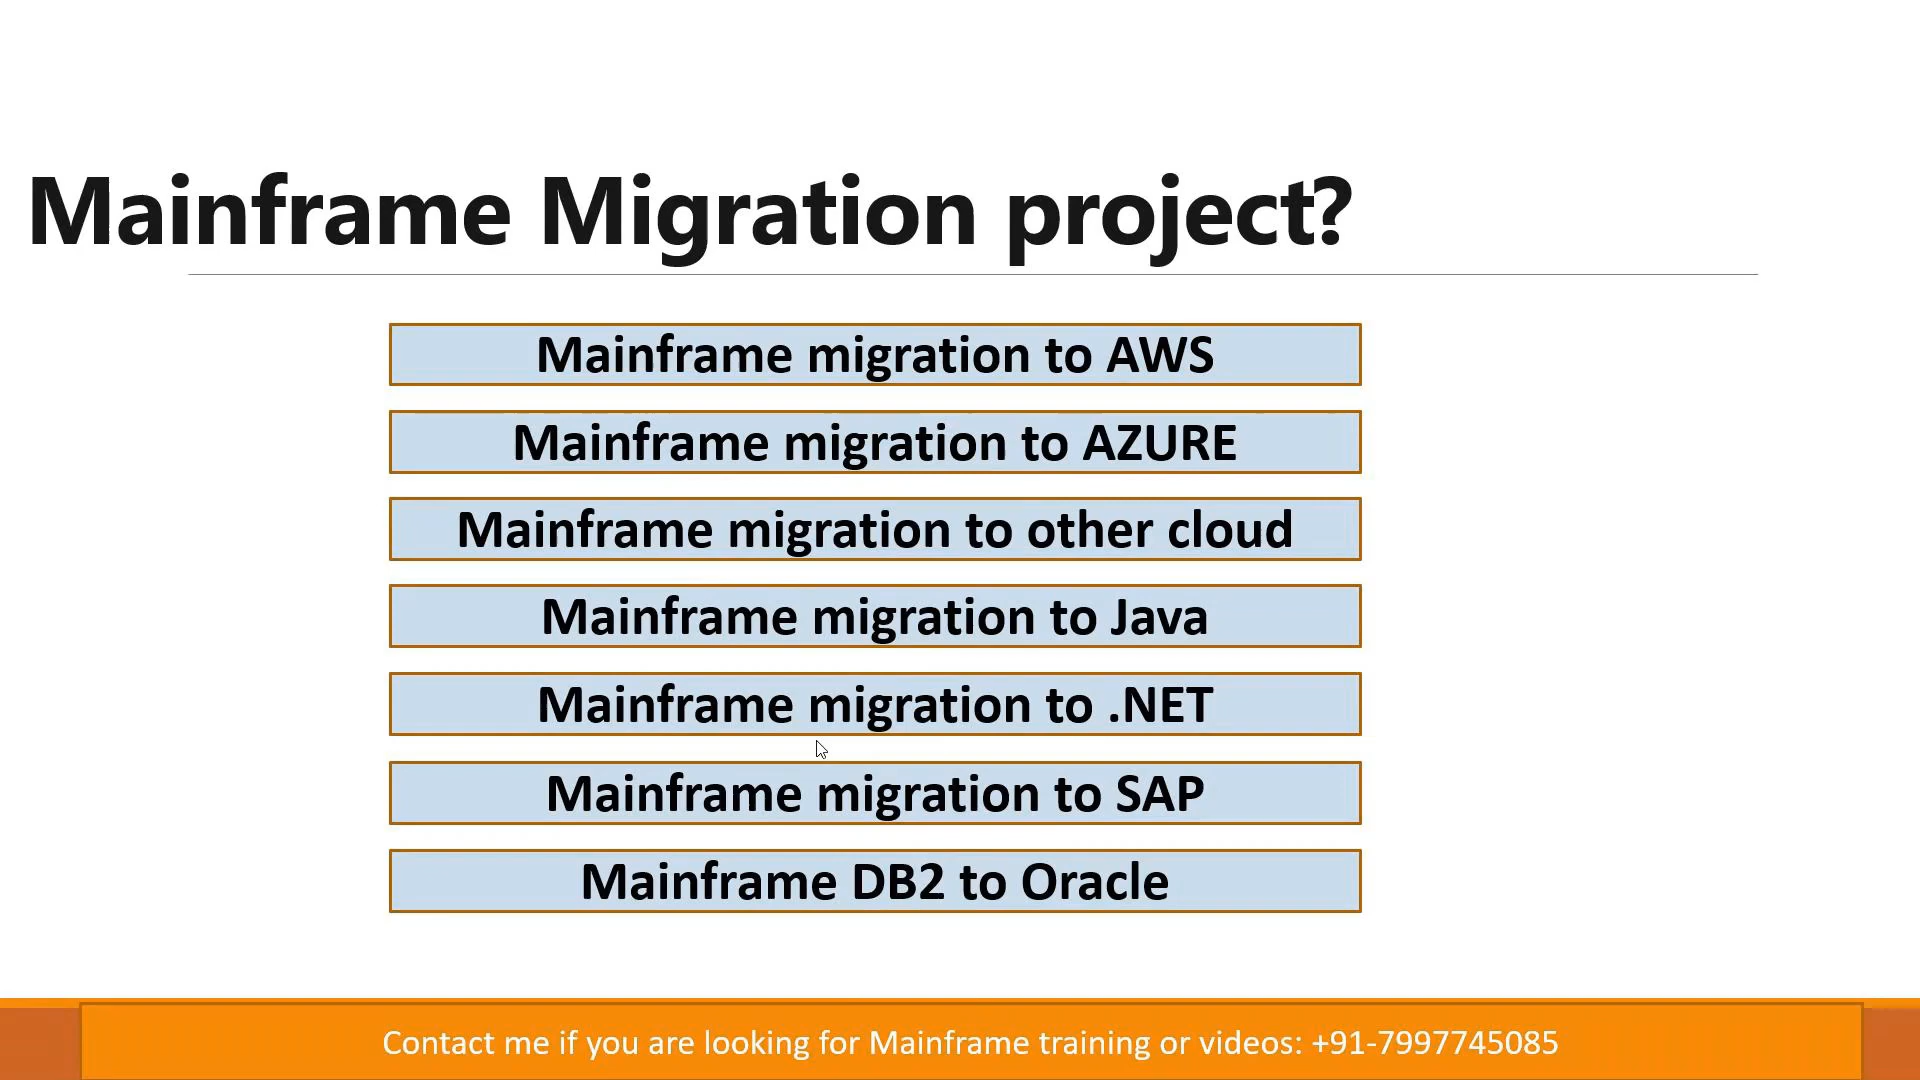 Mainframe Migration project?
Mainframe migration to AWS
Mainframe migration to AZURE
Mainframe migration to other cloud
Mainframe migration to Java
Mainframe migration to .NET
Mainframe migration to SAP
Mainframe DB2 to Oracle
Contact me if you are looking for Mainframe training or videos: +91-7997745085